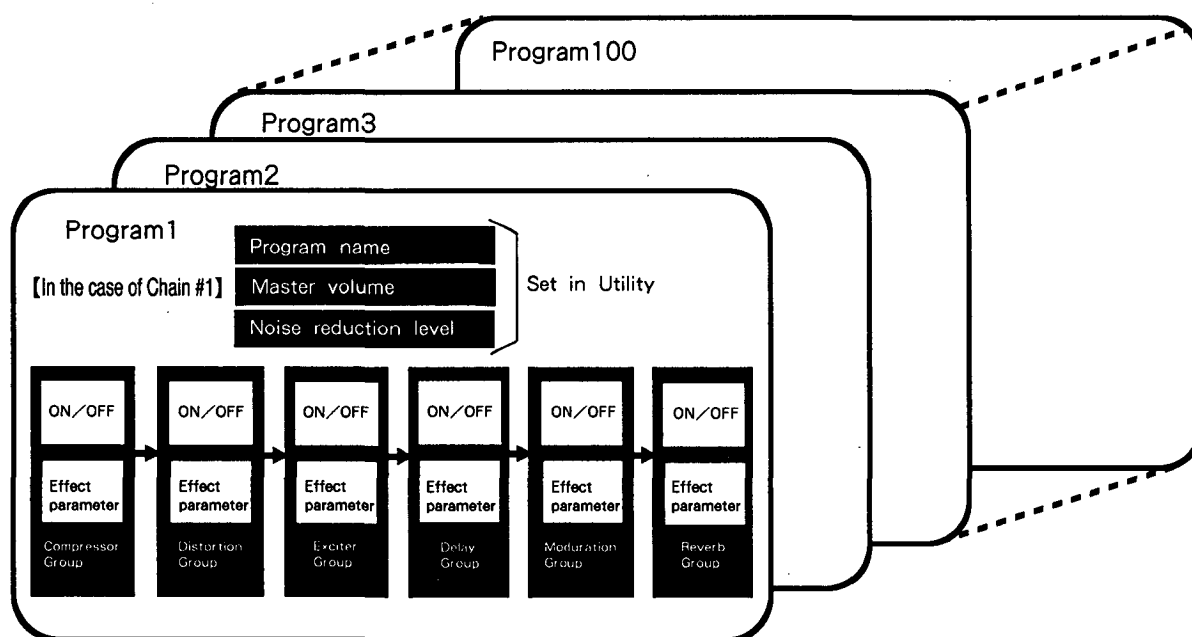 Program100
Program3
Program2
Program1
Program name
【In the case of Chain #1】
Master volume
Set in Utility
Noise reduction level
ON/OFF
ON/OFF
ON/OFF
ON/OFF
ON/OFF
ON/OFF
Effect parameter
Effect parameter
Effect parameter
Effect parameter
Effect parameter
Effect parameter
Compressor Group
Distortion Group
Exciter Group
Delay Group
Moduration Group
Reverb Group